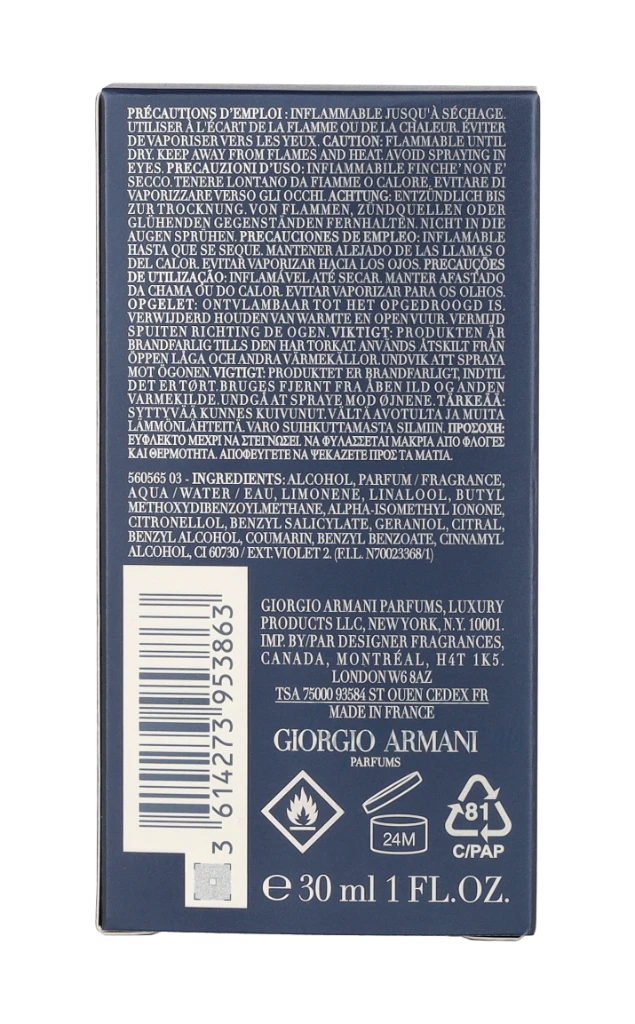 PRÉCAUTIONS D'EMPLOI : INFLAMMABLE JUSQU'À SÉCHAGE.
UTILISER À L'ÉCART DE LA FLAMME OU DE LA CHALEUR. ÉVITER
DE VAPORISER VERS LES YEUX. CAUTION: FLAMMABLE UNTIL
DRY. KEEP AWAY FROM FLAMES AND HEAT. AVOID SPRAYING IN
EYES. PRECAUZIONI D'USO: INFIAMMABILE FINCHE' NON E'
SECCO. TENERE LONTANO DA FIAMME O CALORE. EVITARE DI
VAPORIZZARE VERSO GLI OCCHI. ACHTUNG: ENTZÜNDLICH BIS
ZUR TROCKNUNG. VON FLAMMEN, ZÜNDQUELLEN ODER
GLÜHENDEN GEGENSTÄNDEN FERNHALTEN. NICHT IN DIE
AUGEN SPRÜHEN. PRECAUCIONES DE EMPLEO: INFLAMABLE
HASTA QUE SE SEQUE. MANTENER ALEJADO DE LAS LLAMAS O
DEL CALOR. EVITAR VAPORIZAR HACIA LOS OJOS. PRECAUÇÕES
DE UTILIZAÇÃO: INFLAMÁVEL ATÉ SECAR. MANTER AFASTADO
DA CHAMA OU DO CALOR. EVITAR VAPORIZAR PARA OS OLHOS.
OPGELET: ONTVLAMBAAR TOT HET OPGEDROOGD IS.
VERWIJDERD HOUDEN VAN WARMTE EN OPEN VUUR. VERMIJD
SPUITEN RICHTING DE OGEN. VIKTIGT: PRODUKTEN ÄR
BRANDFARLIG TILLS DEN HAR TORKAT. ANVÄNDS ÅTSKILT FRÅN
ÖPPEN LÅGA OCH ANDRA VÄRMEKÄLLOR. UNDVIK ATT SPRAYA
MOT ÖGONEN. VIGTIGT: PRODUKTET ER BRANDFARLIGT, INDTIL
DET ER TØRT. BRUGES FJERNT FRA ÅBEN ILD OG ANDEN
VARMEKILDE. UNDGÅ AT SPRAYE MOD ØJNENE. TÄRKEÄÄ:
SYTTYVÄÄ KUNNES KUIVUNUT. VÄLTÄ AVOTULTA JA MUITA
LÄMMÖNLÄHTEITÄ. VARO SUIHKUTTAMASTA SILMIIN. ΠΡΟΣΟΧΗ:
ΕΥΦΛΕΚΤΟ ΜΕΧΡΙ ΝΑ ΣΤΕΓΝΩΣΕΙ. ΝΑ ΦΥΛΑΣΣΕΤΑΙ ΜΑΚΡΙΑ ΑΠΟ ΦΛΟΓΕΣ
ΚΑΙ ΘΕΡΜΟΤΗΤΑ. ΑΠΟΦΕΥΓΕΤΕ ΝΑ ΨΕΚΑΖΕΤΕ ΠΡΟΣ ΤΑ ΜΑΤΙΑ.
560565 03 - INGREDIENTS: ALCOHOL, PARFUM / FRAGRANCE,
AQUA / WATER / EAU, LIMONENE, LINALOOL, BUTYL
METHOXYDIBENZOYLMETHANE, ALPHA-ISOMETHYL IONONE,
CITRONELLOL, BENZYL SALICYLATE, GERANIOL, CITRAL,
BENZYL ALCOHOL, COUMARIN, BENZYL BENZOATE, CINNAMYL
ALCOHOL, CI 60730 / EXT. VIOLET 2. (F.I.L. N70023368/1)
GIORGIO ARMANI PARFUMS, LUXURY
PRODUCTS LLC, NEW YORK, N.Y. 10001.
IMP. BY/PAR DESIGNER FRAGRANCES,
CANADA, MONTRÉAL, H4T 1K5.
LONDON W6 8AZ
TSA 75000 93584 ST OUEN CEDEX FR
MADE IN FRANCE
GIORGIO ARMANI
PARFUMS
3 614273 953863
24M
81
C/PAP
℮ 30 ml 1 FL.OZ.